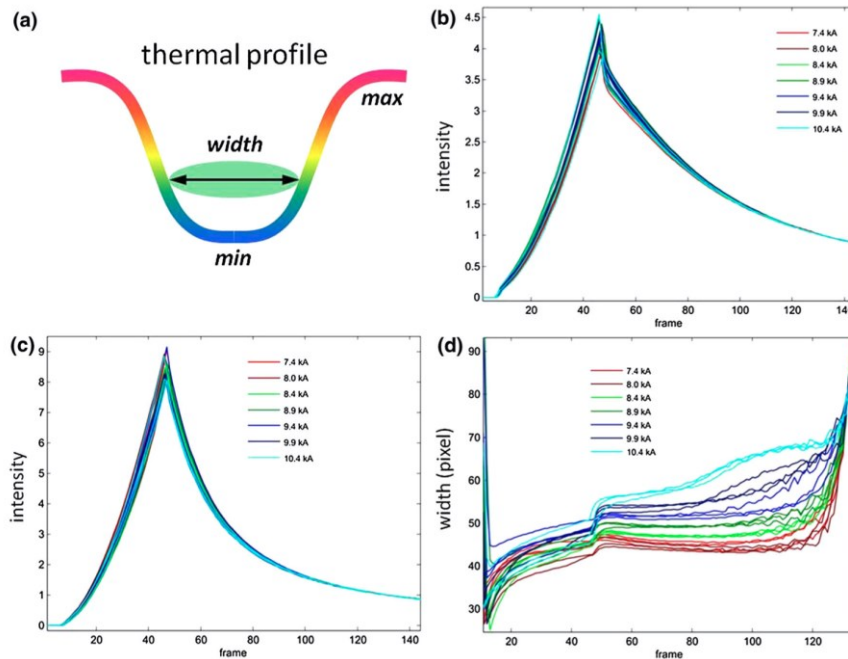 (a)
thermal profile
max
width
min
(b)
4.5
4
3.5
3
2.5
2
1.5
1
0.5
0
intensity
20
40
60
80
100
120
140
frame
7.4 kA
8.0 kA
8.4 kA
8.9 kA
9.4 kA
9.9 kA
10.4 kA
(c)
9
8
7
6
5
4
3
2
1
0
intensity
20
40
60
80
100
120
140
frame
7.4 kA
8.0 kA
8.4 kA
8.9 kA
9.4 kA
9.9 kA
10.4 kA
(d)
90
80
70
60
50
40
30
width (pixel)
20
40
60
80
100
120
frame
7.4 kA
8.0 kA
8.4 kA
8.9 kA
9.4 kA
9.9 kA
10.4 kA